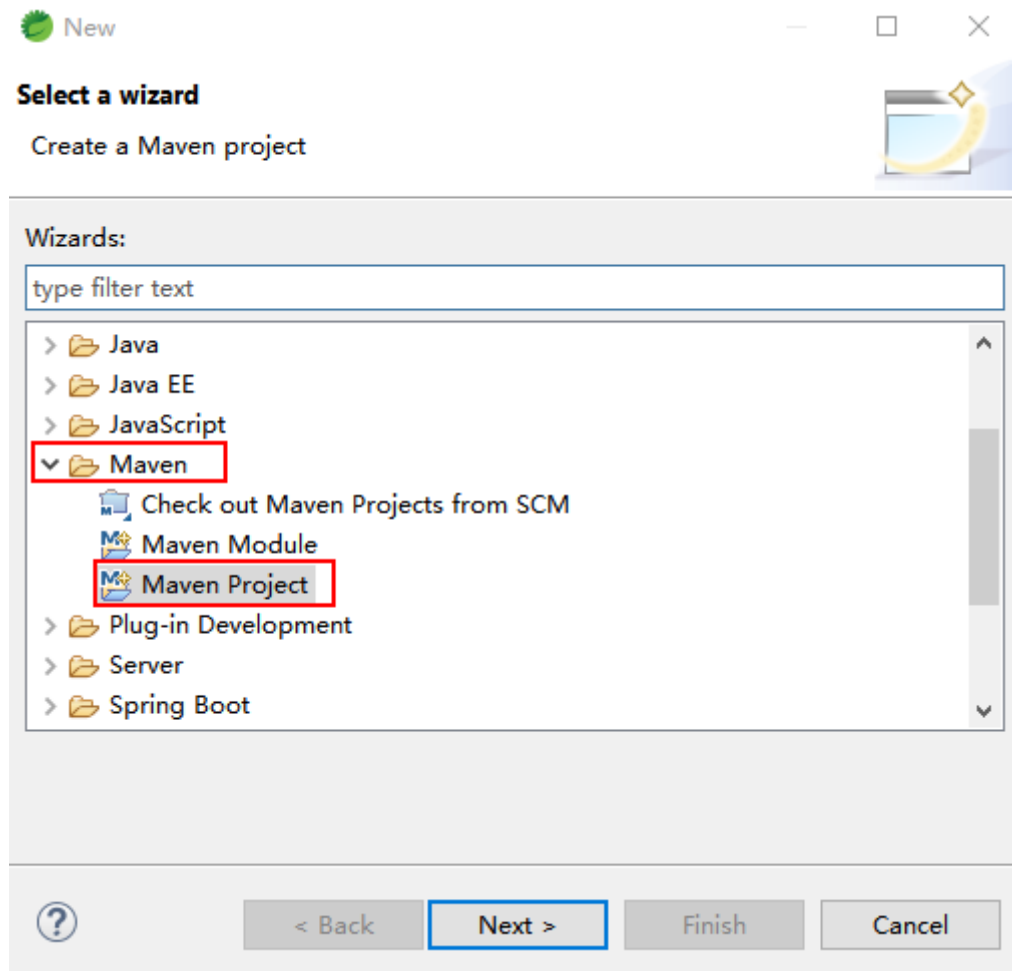 New
Select a wizard
Create a Maven project
Wizards:
type filter text
Java
Java EE
JavaScript
Maven
Check out Maven Projects from SCM
Maven Module
Maven Project
Plug-in Development
Server
Spring Boot
< Back Next > Finish Cancel